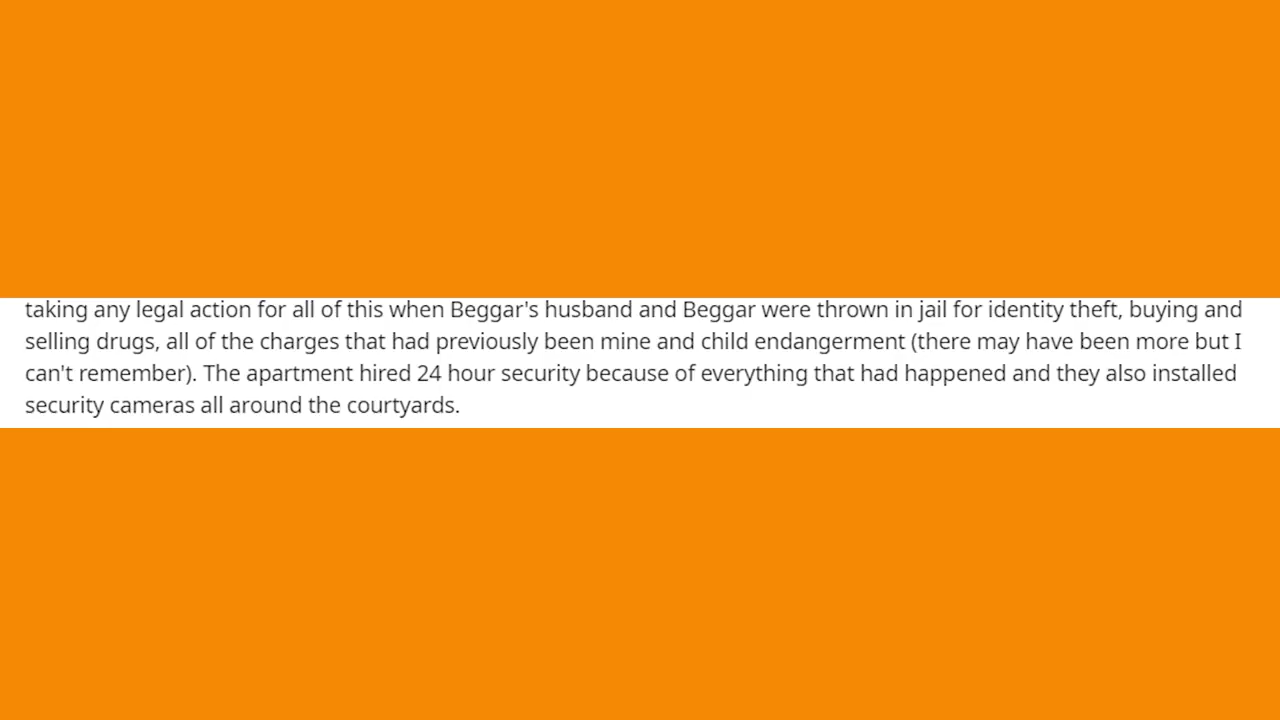 taking any legal action for all of this when Beggar's husband and Beggar were thrown in jail for identity theft, buying and
selling drugs, all of the charges that had previously been mine and child endangerment (there may have been more but I
can't remember). The apartment hired 24 hour security because of everything that had happened and they also installed
security cameras all around the courtyards.